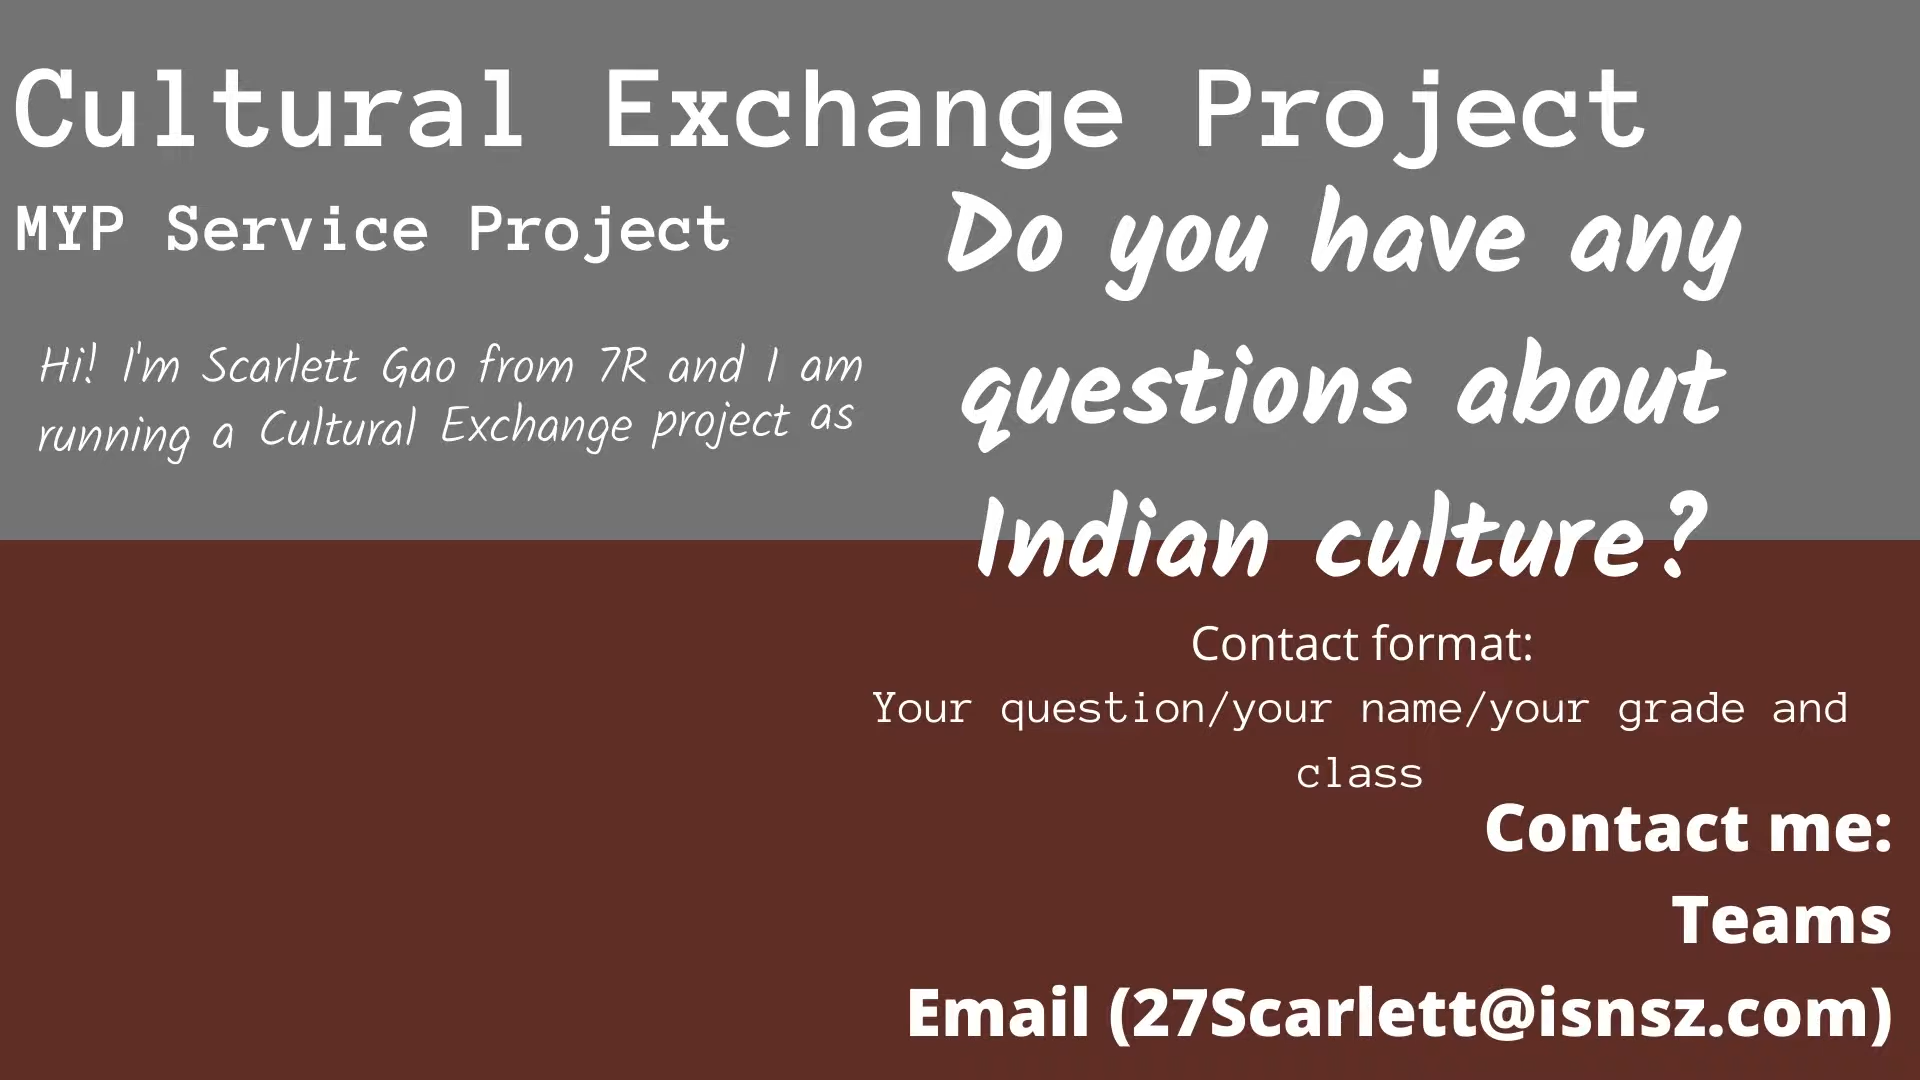 Cultural Exchange Project
MYP Service Project
Hi! I'm Scarlett Gao from 7R and I am
running a Cultural Exchange project as
Do you have any
questions about
Indian culture?
Contact format:
Your question/your name/your grade and
class
Contact me:
Teams
Email (27Scarlett@isnsz.com)